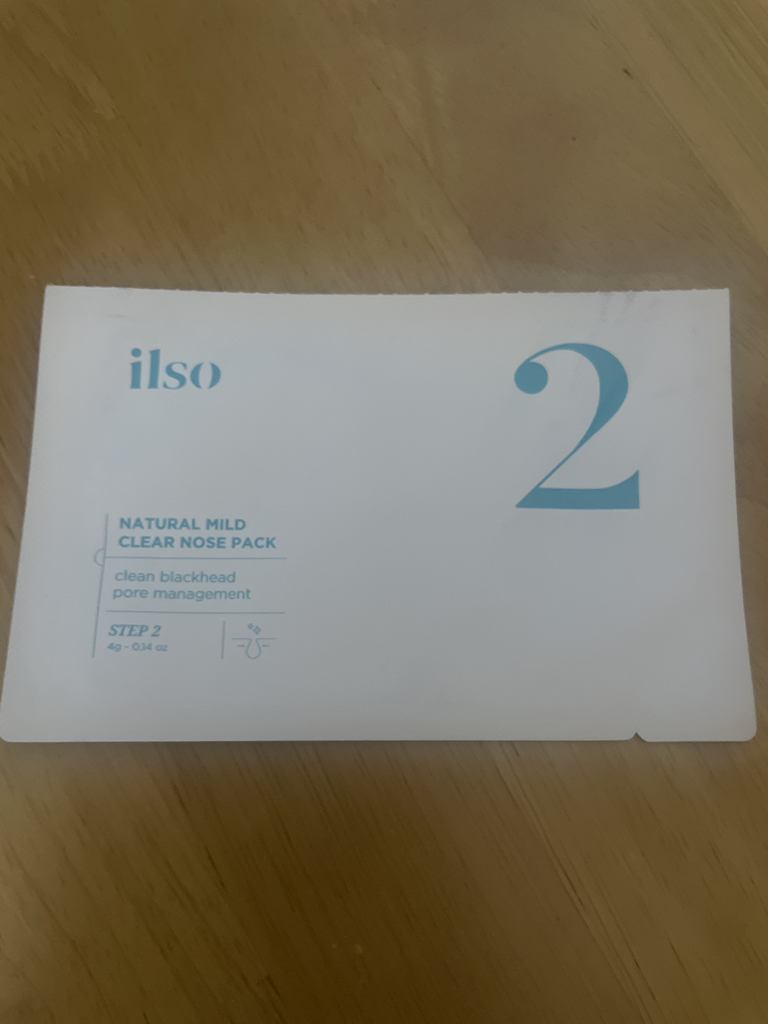 ilso
2
NATURAL MILD
CLEAR NOSE PACK
clean blackhead
pore management
STEP 2
4g - 0.14 oz